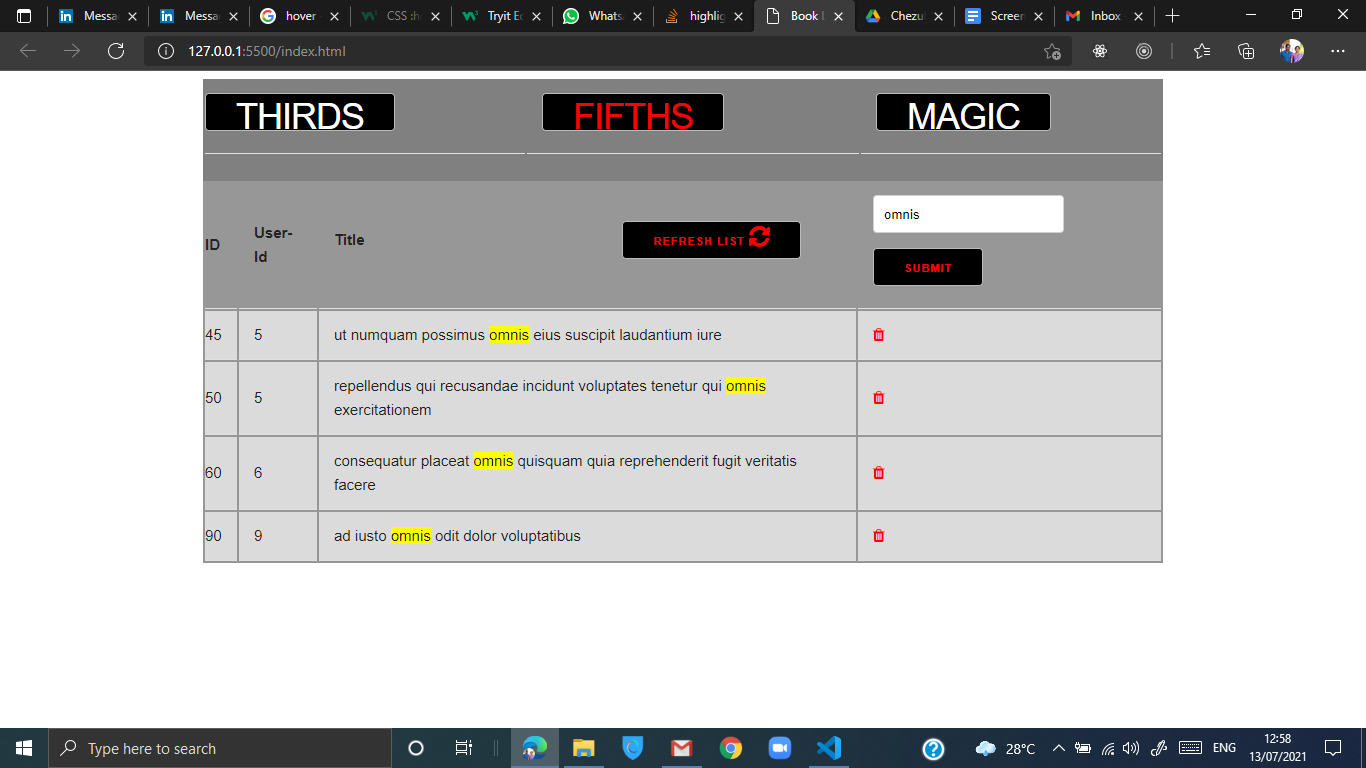 Messa
Messa
hover
CSS :h
Tryit Ec
Whats
highlig
Book L
Chezul
Screen
Inbox
127.0.0.1:5500/index.html
THIRDS FIFTHS MAGIC
ID User-Id Title REFRESH LIST omnis
SUBMIT
45 5 ut numquam possimus omnis eius suscipit laudantium iure
50 5 repellendus qui recusandae incidunt voluptates tenetur qui omnis
exercitationem
60 6 consequatur placeat omnis quisquam quia reprehenderit fugit veritatis
facere
90 9 ad iusto omnis odit dolor voluptatibus
Type here to search
28°C ENG 12:58
13/07/2021